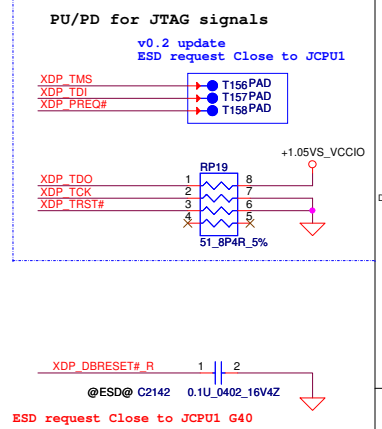 PU/PD for JTAG signals
v0.2 update
ESD request Close to JCPU1
XDP_TMS T156 PAD
XDP_TDI T157 PAD
XDP_PREQ# T158 PAD
+1.05VS_VCCIO
RP19
XDP_TDO 1 8
XDP_TCK 2 7
XDP_TRST# 3 6
4 5
51_8P4R_5%
XDP_DBRESET#_R 1 2
@ESD@ C2142 0.1U_0402_16V4Z
ESD request Close to JCPU1 G40